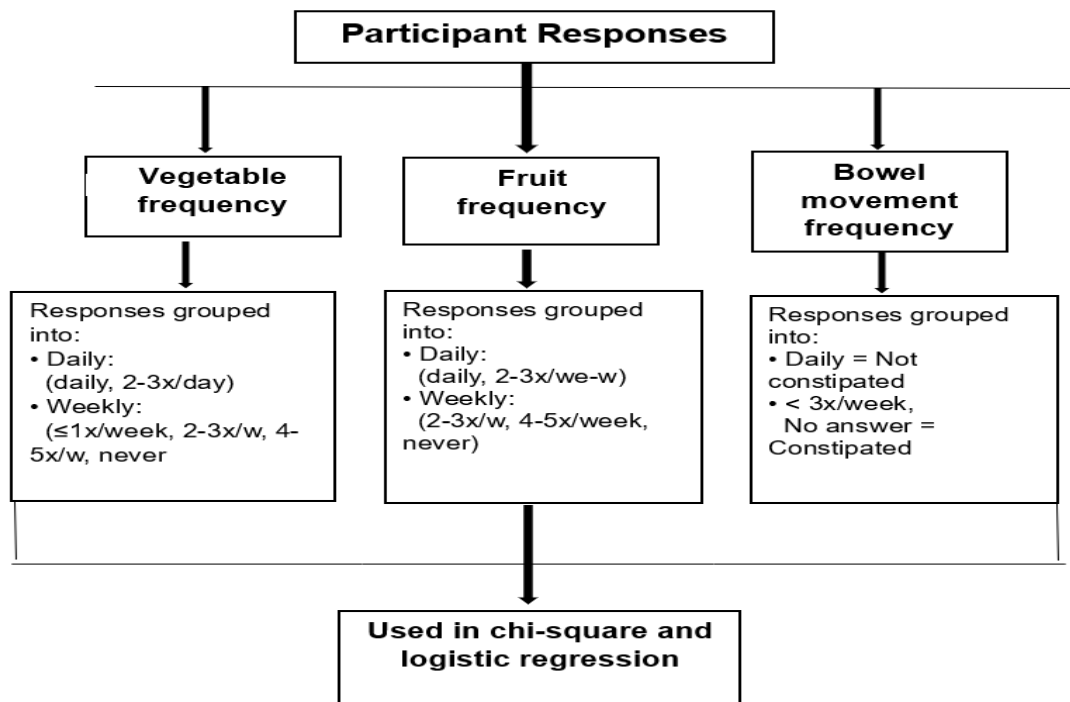 Participant Responses
Vegetable
frequency
Fruit
frequency
Bowel
movement
frequency
Responses grouped
into:
• Daily:
(daily, 2-3x/day)
• Weekly:
(≤1x/week, 2-3x/w, 4-
5x/w, never
Responses grouped
into:
• Daily:
(daily, 2-3x/we-w)
• Weekly:
(2-3x/w, 4-5x/week,
never)
Responses grouped
into:
• Daily = Not
constipated
• < 3x/week,
No answer =
Constipated
Used in chi-square and
logistic regression